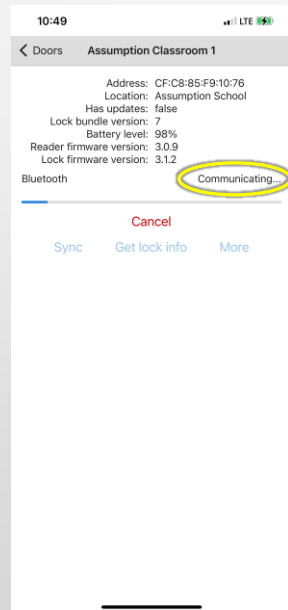 10:49 LTE
Doors Assumption Classroom 1
Address: CF:C8:85:F9:10:76
Location: Assumption School
Has updates: false
Lock bundle version: 7
Battery level: 98%
Reader firmware version: 3.0.9
Lock firmware version: 3.1.2
Bluetooth Communicating...
Cancel
Sync Get lock info More